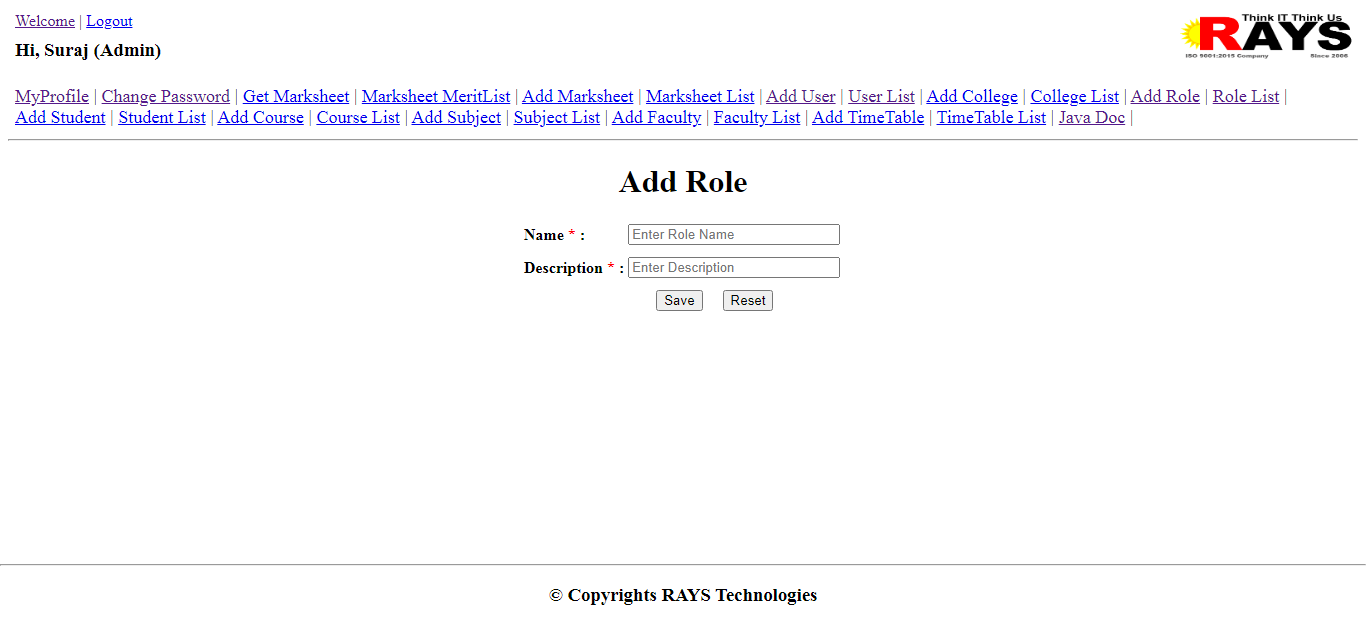 Welcome | Logout
Hi, Suraj (Admin)
Think IT Think Us
RAYS
ISO 9001:2015 Company Since 2006
MyProfile | Change Password | Get Marksheet | Marksheet MeritList | Add Marksheet | Marksheet List | Add User | User List | Add College | College List | Add Role | Role List |
Add Student | Student List | Add Course | Course List | Add Subject | Subject List | Add Faculty | Faculty List | Add TimeTable | TimeTable List | Java Doc |
Add Role
Name * : Enter Role Name
Description * : Enter Description
Save Reset
© Copyrights RAYS Technologies